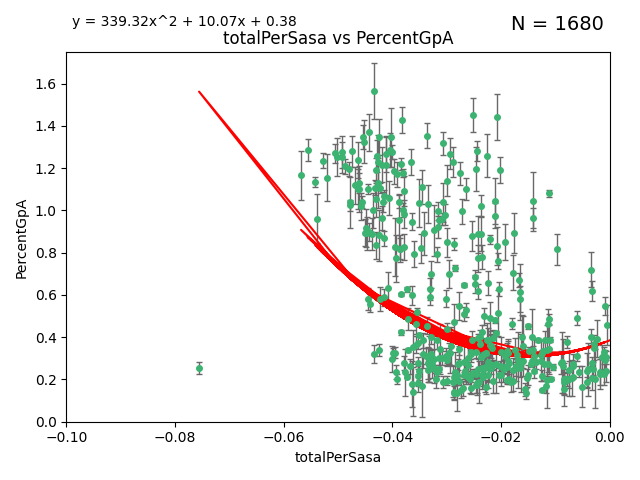 y = 339.32x^2 + 10.07x + 0.38
N = 1680
totalPerSasa vs PercentGpA
1.6
1.4
1.2
1.0
0.8
0.6
0.4
0.2
0.0
PercentGpA
−0.10 −0.08 −0.06 −0.04 −0.02 0.00
totalPerSasa